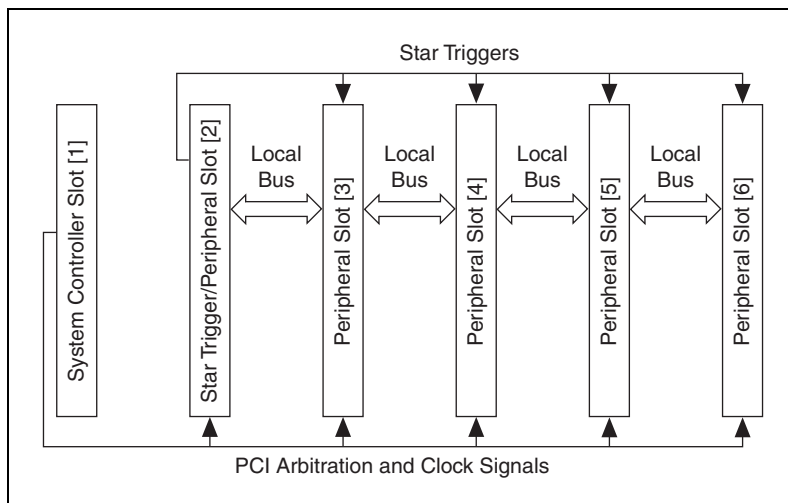 Star Triggers
System Controller Slot [1]
Star Trigger/Peripheral Slot [2]
Local
Bus
Peripheral Slot [3]
Local
Bus
Peripheral Slot [4]
Local
Bus
Peripheral Slot [5]
Local
Bus
Peripheral Slot [6]
PCI Arbitration and Clock Signals